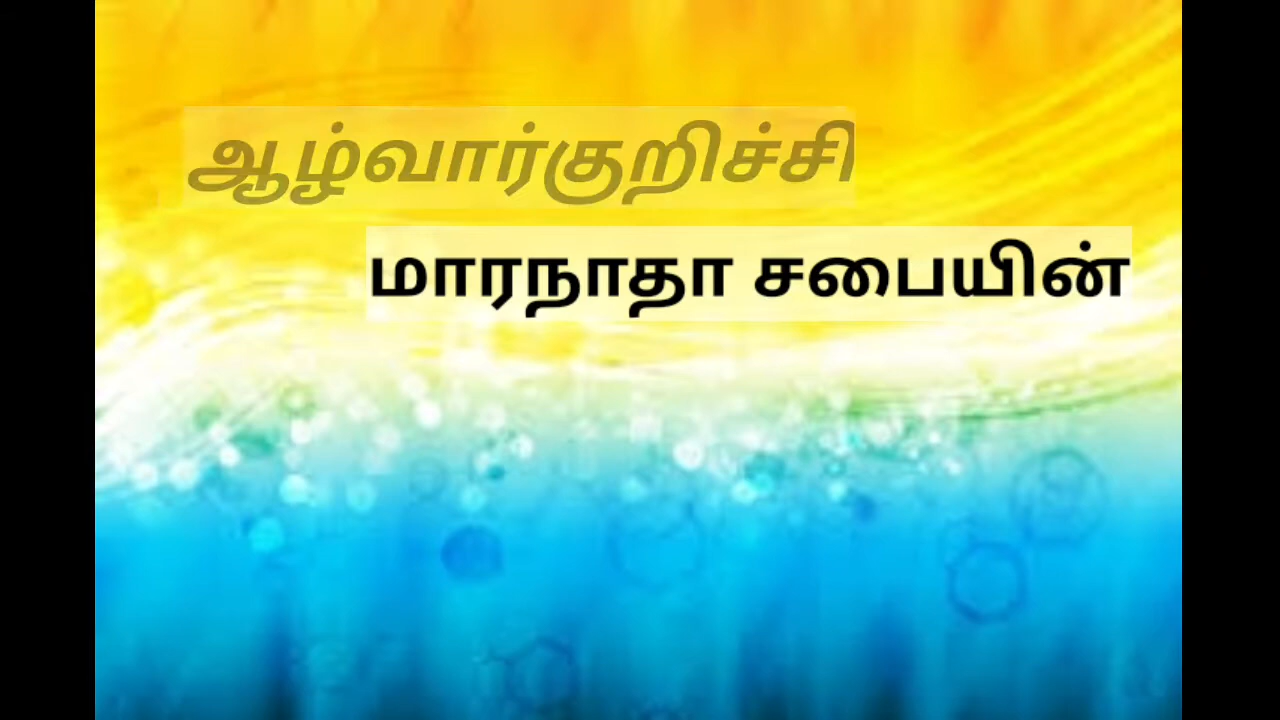 ஆழ்வார்குறிச்சி
மாரநாதா சபையின்